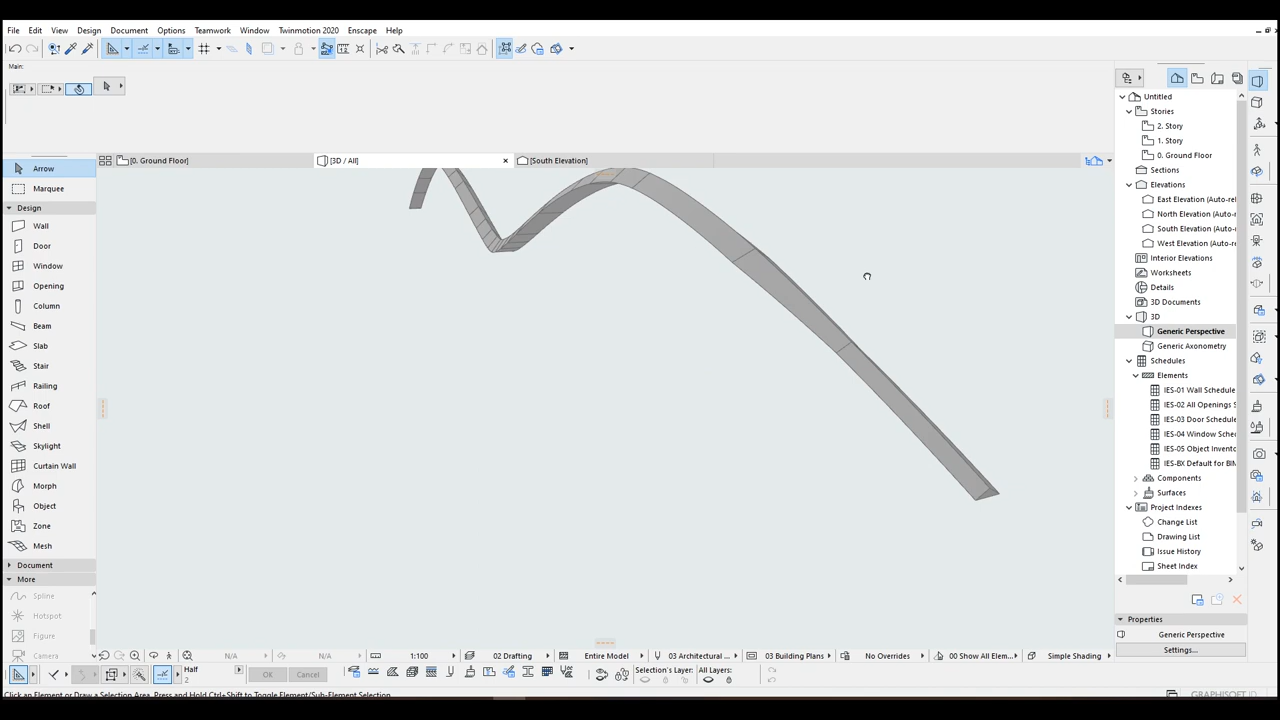 File Edit View Design Document Options Teamwork Window Twinmotion 2020 Enscape Help
Main:
[0. Ground Floor] [3D / All] [South Elevation]
Arrow
Marquee
Design
Wall
Door
Window
Opening
Column
Beam
Slab
Stair
Railing
Roof
Shell
Skylight
Curtain Wall
Morph
Object
Zone
Mesh
Document
More
Spline
Hotspot
Figure
Camera
Untitled
Stories
2. Story
1. Story
0. Ground Floor
Sections
Elevations
East Elevation (Auto-re
North Elevation (Auto-r
South Elevation (Auto-r
West Elevation (Auto-re
Interior Elevations
Worksheets
Details
3D Documents
3D
Generic Perspective
Generic Axonometry
Schedules
Elements
IES-01 Wall Schedule
IES-02 All Openings S
IES-03 Door Schedule
IES-04 Window Sched
IES-05 Object Invento
IES-BX Default for BIM
Components
Surfaces
Project Indexes
Change List
Drawing List
Issue History
Sheet Index
Properties
Generic Perspective
Settings...
N/A N/A 1:100 02 Drafting Entire Model 03 Architectural ... 03 Building Plans No Overrides 00 Show All Elem... Simple Shading
Half
2
OK Cancel
Selection's Layer: All Layers:
Click an Element or Draw a Selection Area. Press and Hold Ctrl+Shift to Toggle Element/Sub-Element Selection.
GRAPHISOFT ID